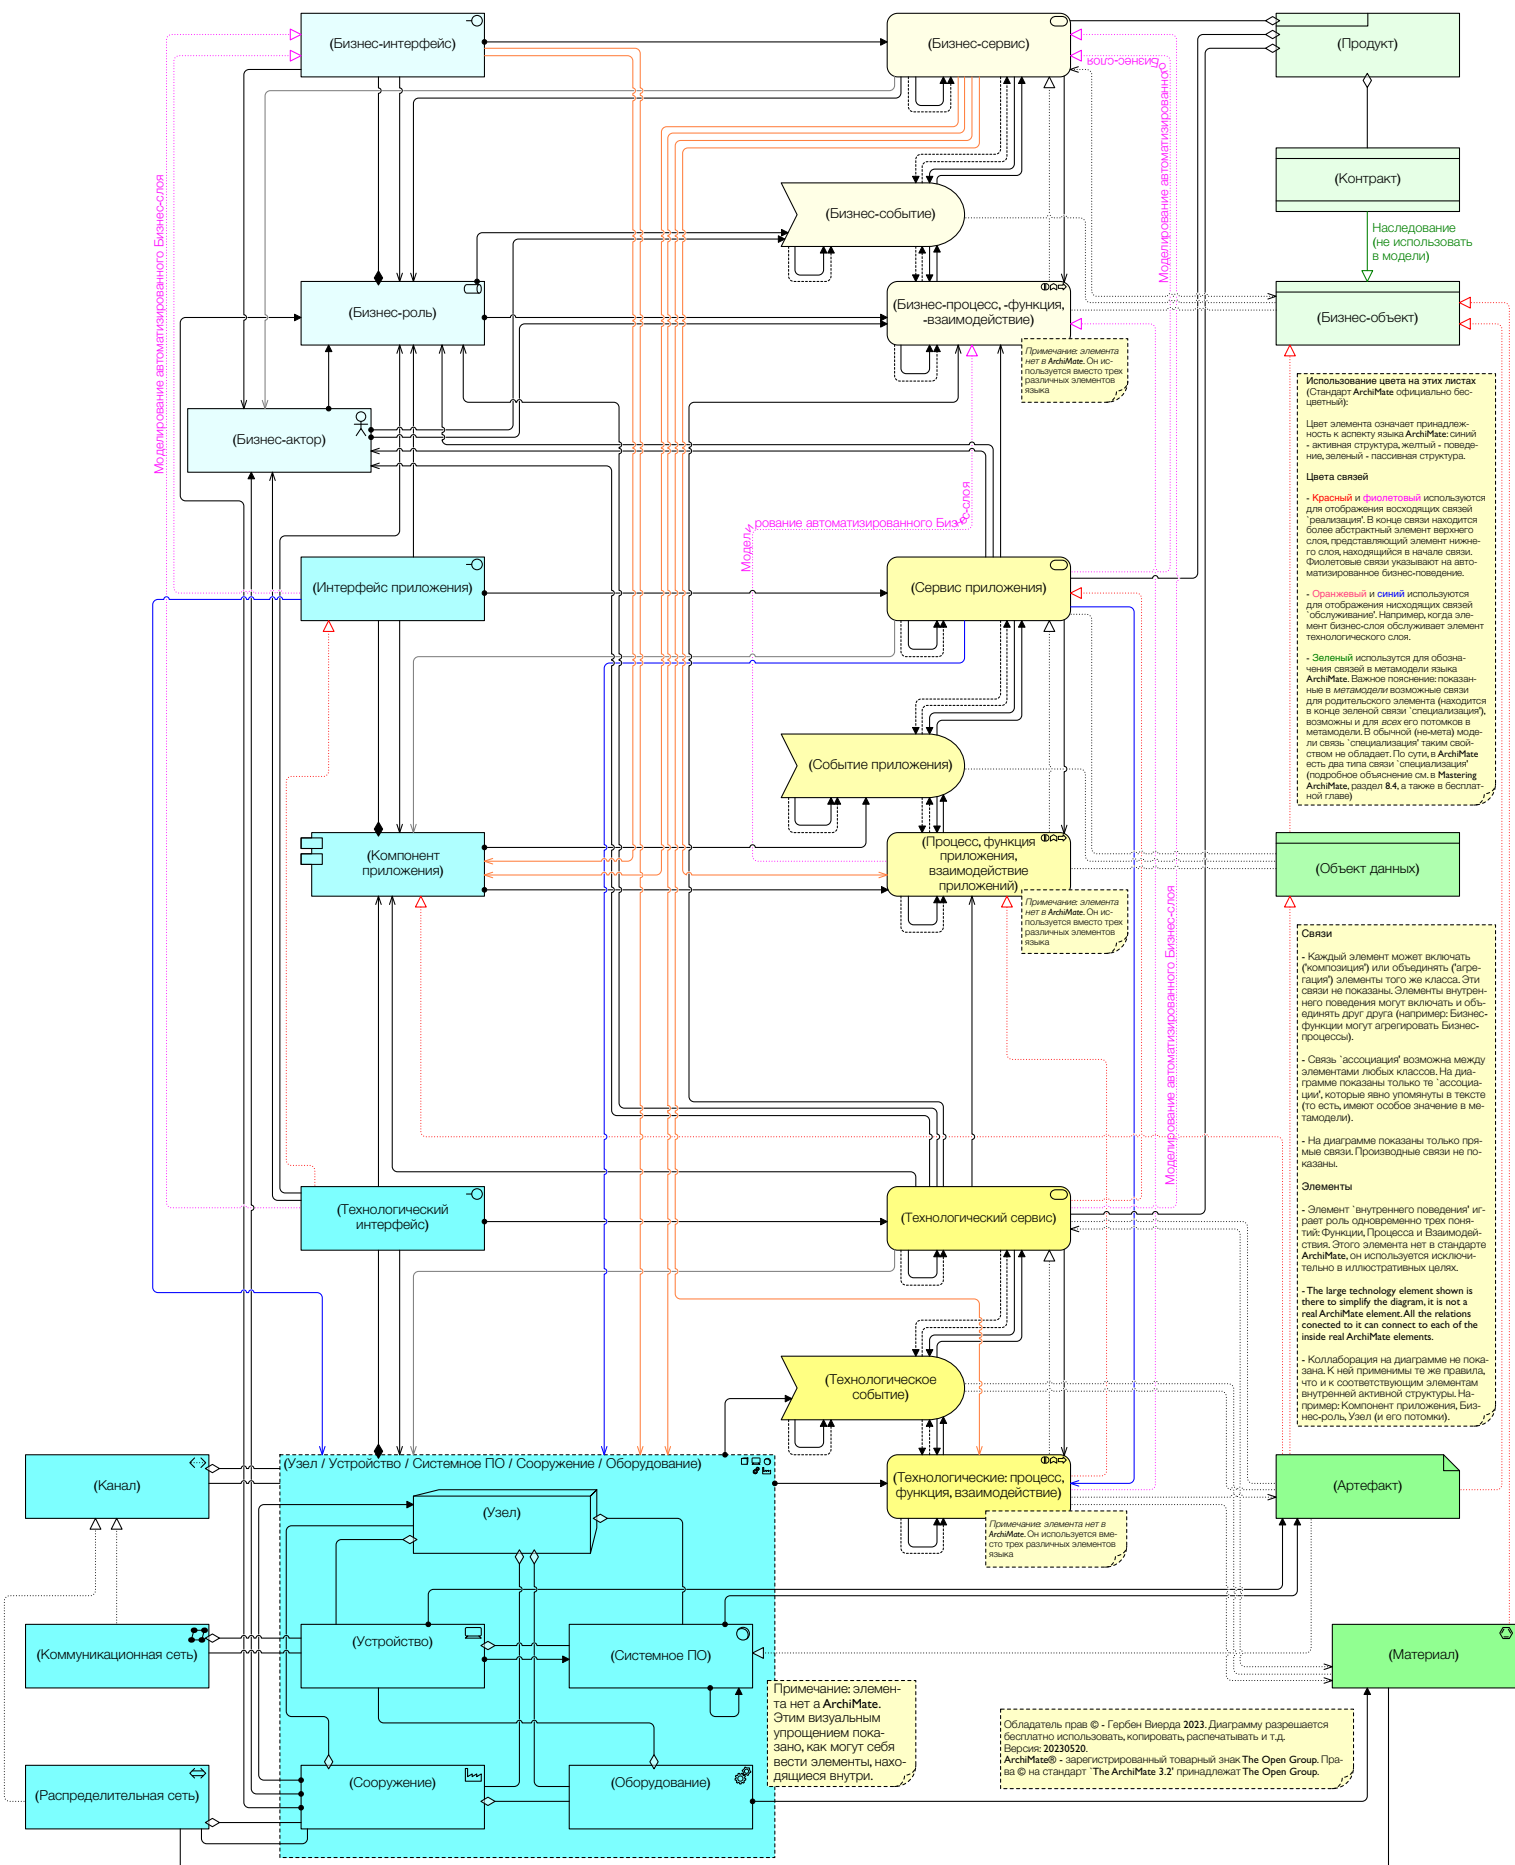 (Бизнес-интерфейс)
(Бизнес-сервис)
(Продукт)
Бизнес-слоя
Моделирование автоматизированного
Моделирование автоматизированного Бизнес-слоя
(Контракт)
(Бизнес-событие)
Наследование
(не использовать
в модели)
(Бизнес-роль)
(Бизнес-процесс, -функция,
-взаимодействие)
(Бизнес-объект)
Примечание: элемента
нет в ArchiMate. Он ис-
пользуется вместо трех
различных элементов
языка
(Бизнес-актор)
Использование цвета на этих листах
(Стандарт ArchiMate официально бес-
цветный):
Цвет элемента означает принадлеж-
ность к аспекту языка ArchiMate: синий
- активная структура, желтый - поведе-
ние, зеленый - пассивная структура.
Цвета связей
- Красный и фиолетовый используются
для отображения восходящих связей
`реализация'. В конце связи находится
более абстрактный элемент верхнего
слоя, представляющий элемент нижне-
го слоя, находящийся в начале связи.
Фиолетовые связи указывают на авто-
матизированное бизнес-поведение.
- Оранжевый и синий используются
для отображения нисходящих связей
`обслуживание'. Например, когда эле-
мент бизнес-слоя обслуживает элемент
технологического слоя.
- Зеленый использутся для обозна-
чения связей в метамодели языка
ArchiMate. Важное пояснение: показан-
ные в метамодели возможные связи
для родительского элемента (находится
в конце зеленой связи `специализация'),
возможны и для всех его потомков в
метамодели. В обычной (не-мета) моде-
ли связь `специализация' таким свой-
ством не обладает. По сути, в ArchiMate
есть два типа связи `специализация'
(подробное объяснение см. в Mastering
ArchiMate, раздел 8.4, а также в бесплат-
ной главе)
Моделирование автоматизированного Бизнес-слоя
(Интерфейс приложения)
(Сервис приложения)
(Событие приложения)
(Компонент
приложения)
(Процесс, функция
приложения,
взаимодействие
приложений)
(Объект данных)
Примечание: элемента
нет в ArchiMate. Он ис-
пользуется вместо трех
различных элементов
языка
Моделирование автоматизированного Бизнес-слоя
Связи
- Каждый элемент может включать
('композиция') или объединять ('агре-
гация') элементы того же класса. Эти
связи не показаны. Элементы внутрен-
него поведения могут включать и объ-
единять друг друга (например: Бизнес-
функции могут агрегировать Бизнес-
процессы).
- Связь `ассоциация' возможна между
элементами любых классов. На диа-
грамме показаны только те `ассоциа-
ции', которые явно упомянуты в тексте
(то есть, имеют особое значение в ме-
тамодели).
- На диаграмме показаны только пря-
мые связи. Производные связи не по-
казаны.
Элементы
- Элемент `внутреннего поведения' иг-
рает роль одновременно трех поня-
тий: Функции, Процесса и Взаимодей-
ствия. Этого элемента нет в стандарте
ArchiMate, он используется исключи-
тельно в иллюстративных целях.
- The large technology element shown is
there to simplify the diagram, it is not a
real ArchiMate element. All the relations
conected to it can connect to each of the
inside real ArchiMate elements.
- Коллаборация на диаграмме не пока-
зана. К ней применимы те же правила,
что и к соответствующим элементам
внутренней активной структуры. На-
пример: Компонент приложения, Биз-
нес-роль, Узел (и его потомки).
(Технологический
интерфейс)
(Технологический сервис)
(Технологическое
событие)
(Канал)
(Узел / Устройство / Системное ПО / Сооружение / Оборудование)
(Технологические: процесс,
функция, взаимодействие)
(Артефакт)
(Узел)
Примечание: элемента нет в
ArchiMate. Он используется вме-
сто трех различных элементов
языка
(Коммуникационная сеть)
(Устройство)
(Системное ПО)
(Материал)
Примечание: элемен-
та нет а ArchiMate.
Этим визуальным
упрощением пока-
зано, как могут себя
вести элементы, нахо-
дящиеся внутри.
Обладатель прав © - Гербен Виерда 2023. Диаграмму разрешается
бесплатно использовать, копировать, распечатывать и т.д.
Версия: 20230520.
ArchiMate® - зарегистрированный товарный знак The Open Group. Пра-
ва © на стандарт `The ArchiMate 3.2' принадлежат The Open Group.
(Распределительная сеть)
(Сооружение)
(Оборудование)